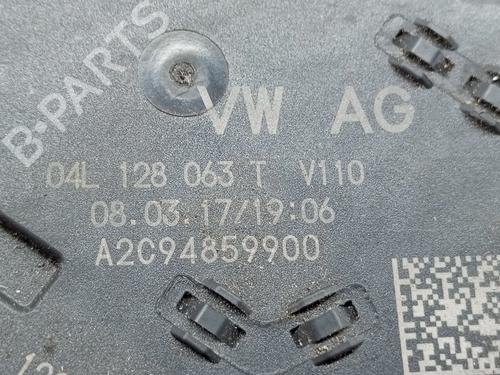 B-PARTS
VW AG
04L 128 063 T V110
08.03.17/19:06
A2C94859900